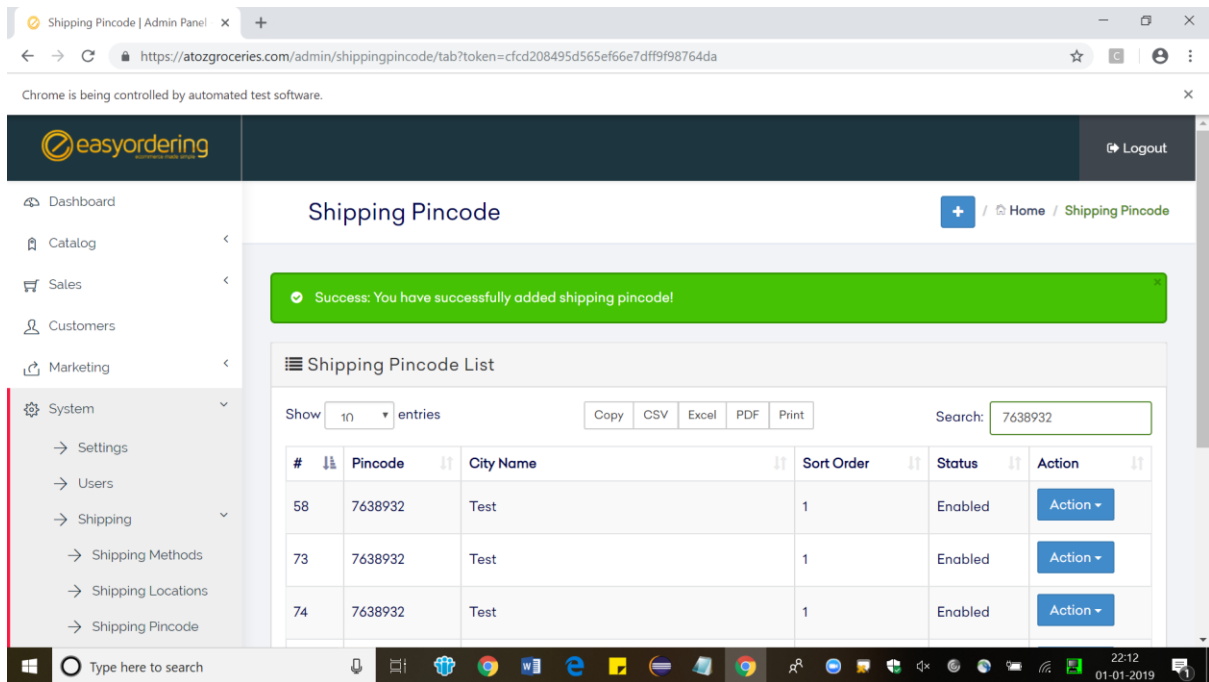 Shipping Pincode | Admin Panel
https://atozgroceries.com/admin/shippingpincode/tab?token=cfcd208495d565ef66e7dff9f98764da
Chrome is being controlled by automated test software.
easyordering
ecommerce made simple
Logout
Dashboard
Shipping Pincode
+ / Home / Shipping Pincode
Catalog
Sales
Success: You have successfully added shipping pincode!
Customers
Marketing
Shipping Pincode List
System
Show 10 entries
Copy CSV Excel PDF Print
Search: 7638932
Settings
# Pincode City Name Sort Order Status Action
Users
58 7638932 Test 1 Enabled Action
Shipping
Shipping Methods
73 7638932 Test 1 Enabled Action
Shipping Locations
74 7638932 Test 1 Enabled Action
Shipping Pincode
Type here to search
22:12
01-01-2019